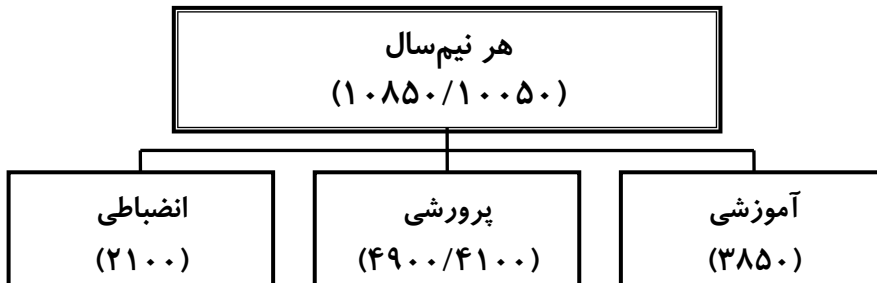 هر نیم‌سال
(۱۰۸۵۰/۱۰۰۵۰)
آموزشی
(۳۸۵۰)
پرورشی
(۴۹۰۰/۴۱۰۰)
انضباطی
(۲۱۰۰)